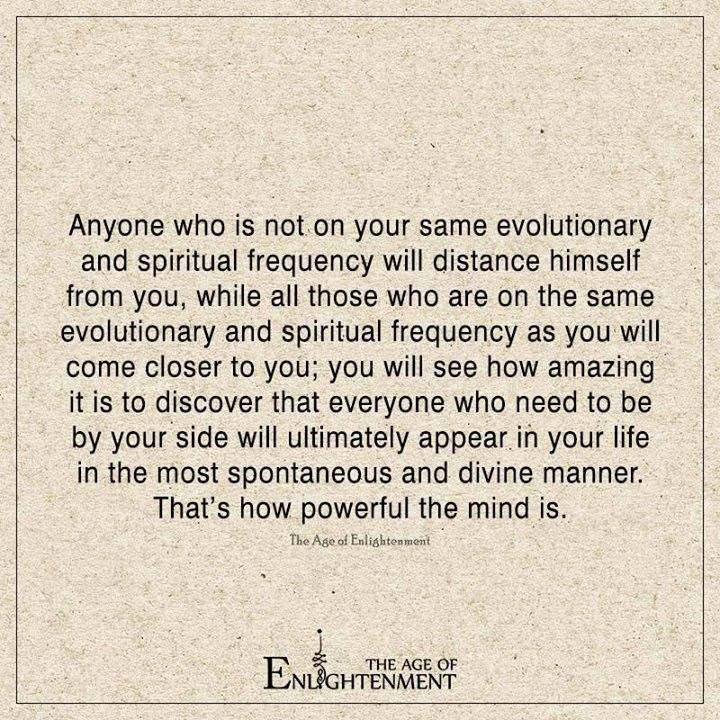 Anyone who is not on your same evolutionary
and spiritual frequency will distance himself
from you, while all those who are on the same
evolutionary and spiritual frequency as you will
come closer to you; you will see how amazing
it is to discover that everyone who need to be
by your side will ultimately appear in your life
in the most spontaneous and divine manner.
That's how powerful the mind is.
The Age of Enlightenment
THE AGE OF
ENLIGHTENMENT